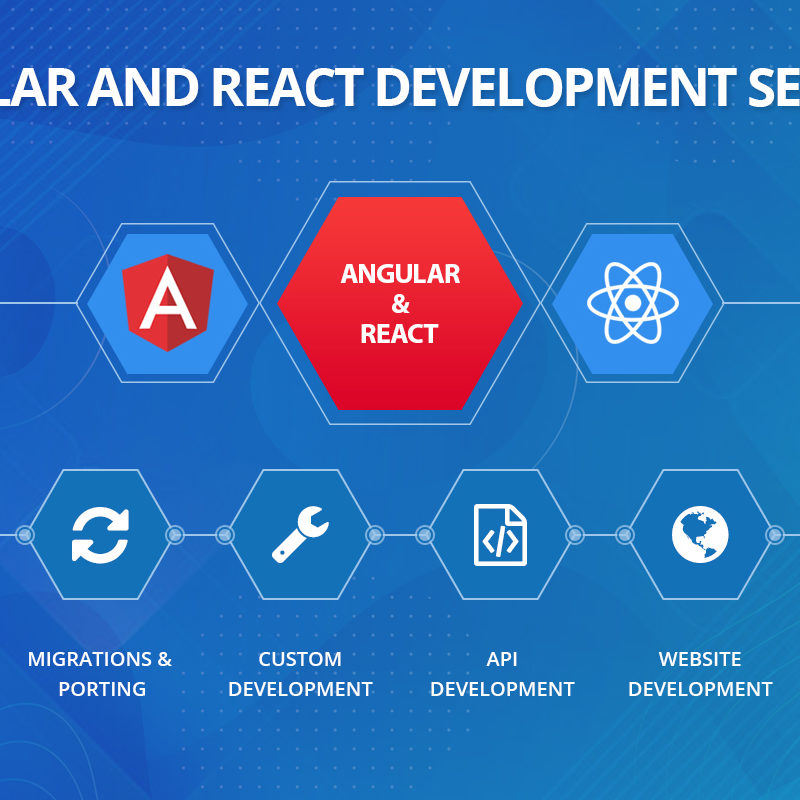 LAR AND REACT DEVELOPMENT SE
ANGULAR
&
REACT
MIGRATIONS &
PORTING
CUSTOM
DEVELOPMENT
API
DEVELOPMENT
WEBSITE
DEVELOPMENT